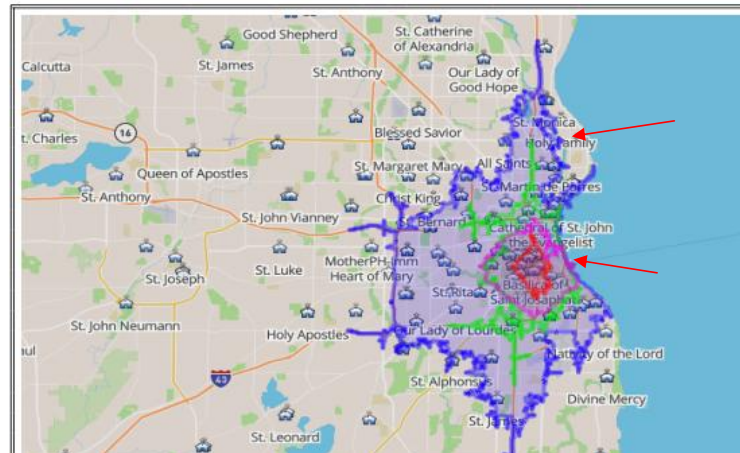 Good Shepherd
St. Catherine
of Alexandria
St. James
St. Anthony
Our Lady of
Good Hope
Calcutta
16
St. Charles
St. Monica
Holy Family
Blessed Savior
Queen of Apostles
St. Margaret Mary
All Saints
St. Anthony
Christ King
St. Martin de Porres
St. John Vianney
St. Bernard
Cathedral of St. John
the Evangelist
St. Luke
MotherPH-Imm
Heart of Mary
St. Joseph
St. Rita
Basilica of
Saint Josaphat
St. John Neumann
Holy Apostles
Our Lady of Lourdes
Nativity of the Lord
43
St. Alphonsus
Divine Mercy
St. Leonard
St. James